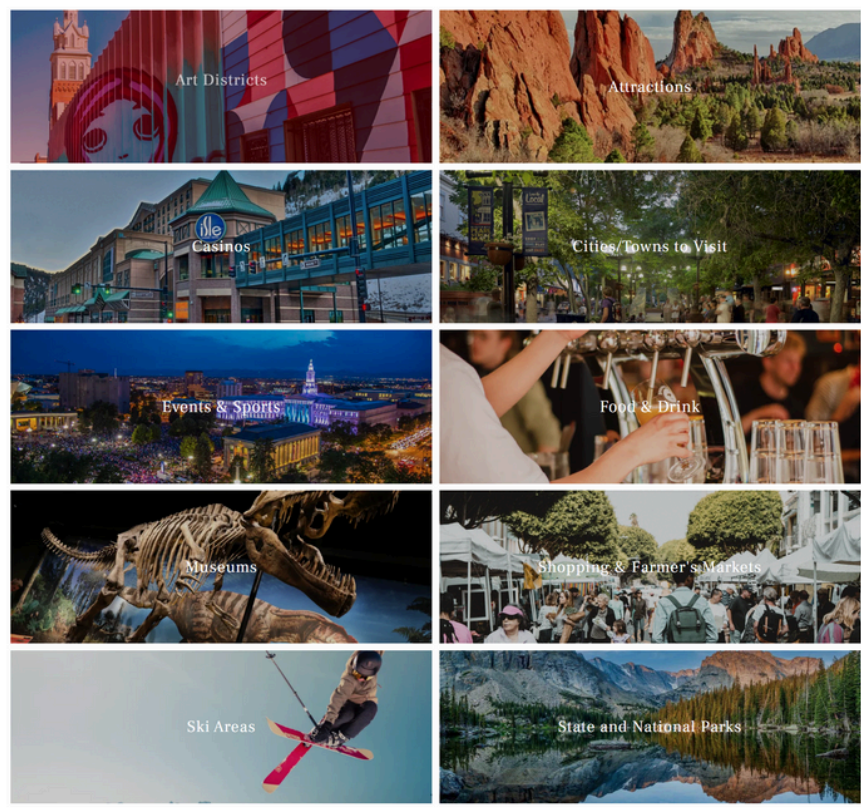 Art Districts
Attractions
isle
Casinos
Cities/Towns to Visit
Events & Sports
Food & Drink
Museums
Shopping & Farmer's Markets
Ski Areas
State and National Parks